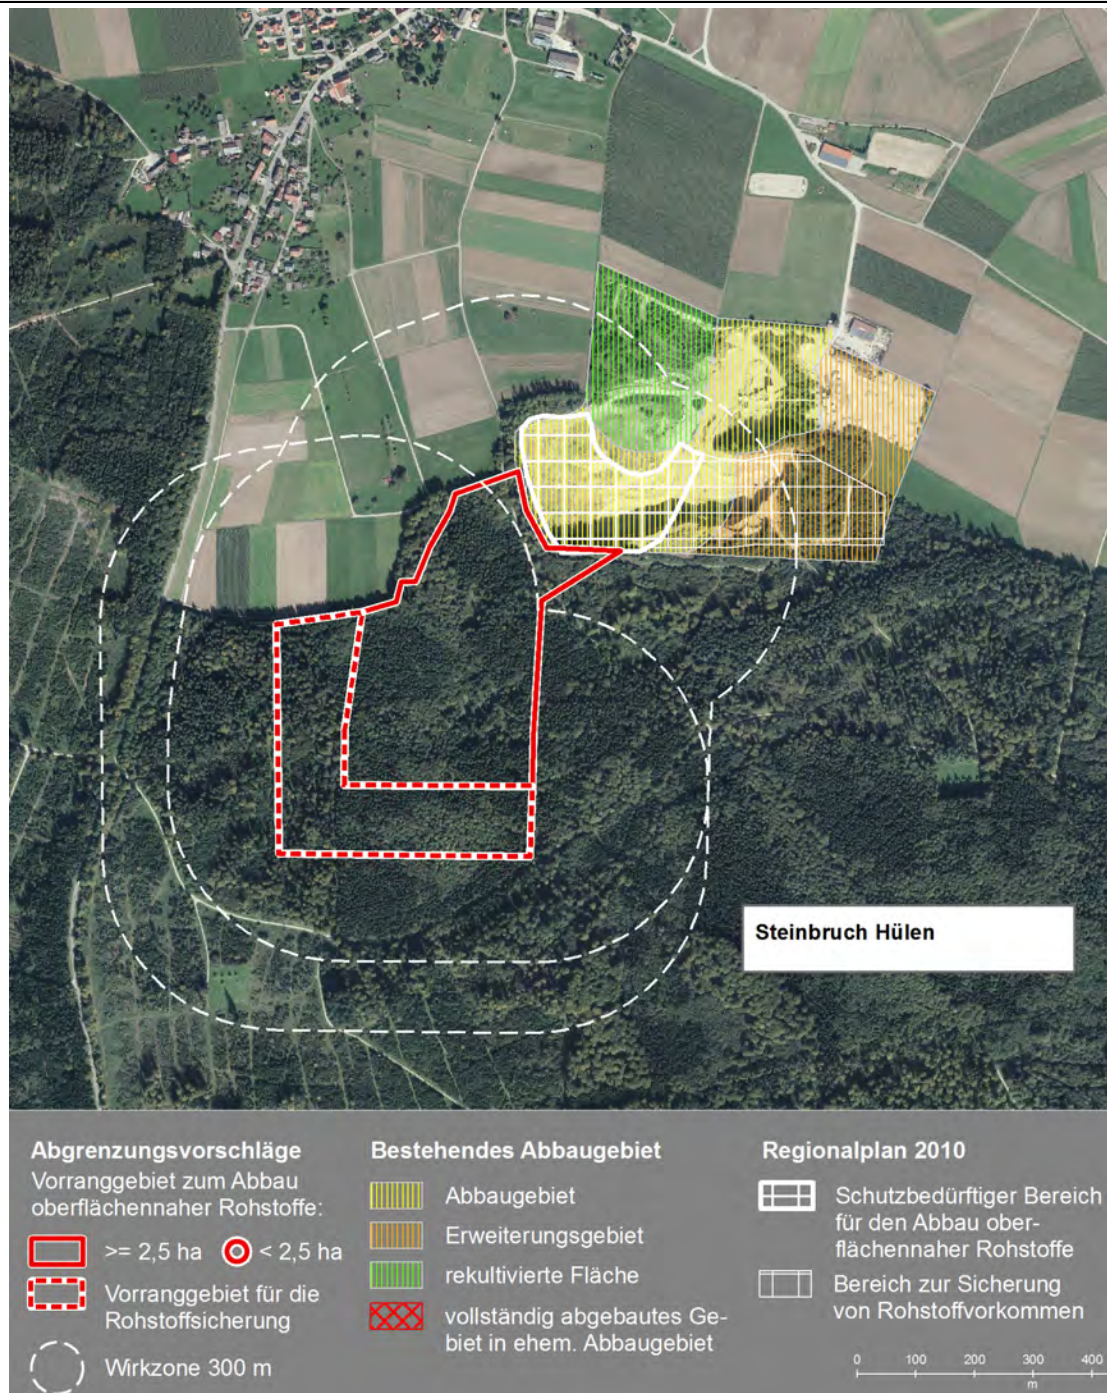 Steinbruch Hülen
Abgrenzungsvorschläge
Vorranggebiet zum Abbau
oberflächennaher Rohstoffe:
>= 2,5 ha < 2,5 ha
Vorranggebiet für die
Rohstoffsicherung
Wirkzone 300 m
Bestehendes Abbaugebiet
Abbaugebiet
Erweiterungsgebiet
rekultivierte Fläche
vollständig abgebautes Ge-
biet in ehem. Abbaugebiet
Regionalplan 2010
Schutzbedürftiger Bereich
für den Abbau ober-
flächennaher Rohstoffe
Bereich zur Sicherung
von Rohstoffvorkommen
0 100 200 300 400
m